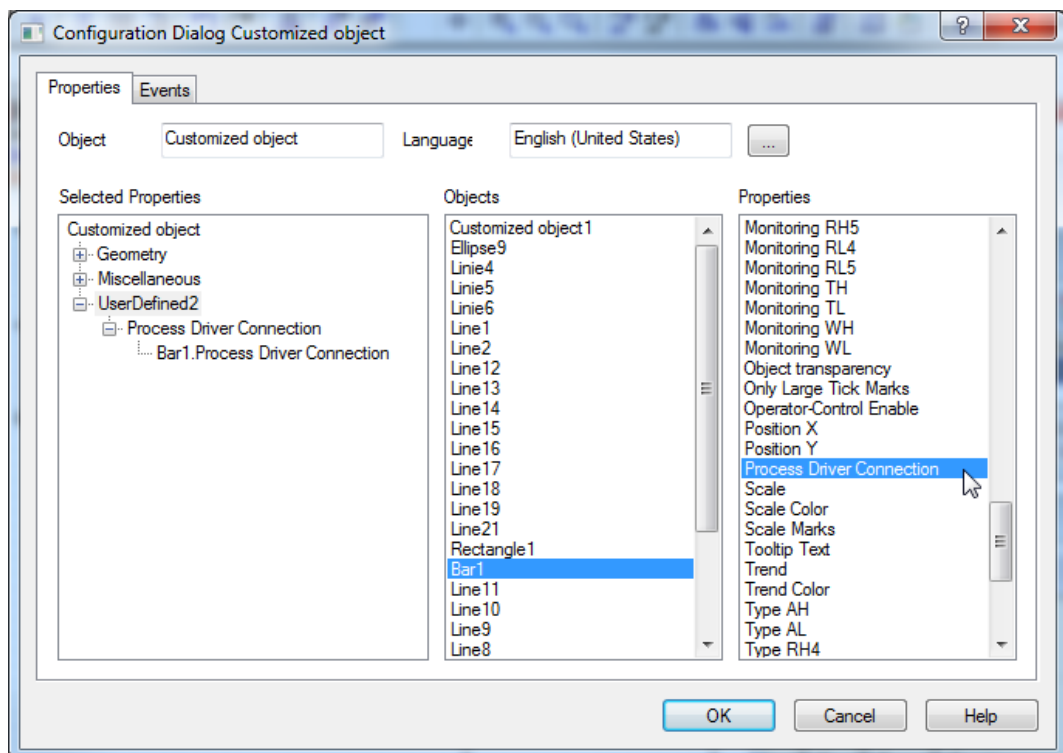 Configuration Dialog Customized object
?
X
Properties
Events
Object
Customized object
Language
English (United States)
...
Selected Properties
Customized object
Geometry
Miscellaneous
UserDefined2
Process Driver Connection
Bar1.Process Driver Connection
Objects
Customized object1
Ellipse9
Linie4
Linie5
Linie6
Line1
Line2
Line12
Line13
Line14
Line15
Line16
Line17
Line18
Line19
Line21
Rectangle1
Bar1
Line11
Line10
Line9
Line8
Properties
Monitoring RH5
Monitoring RL4
Monitoring RL5
Monitoring TH
Monitoring TL
Monitoring WH
Monitoring WL
Object transparency
Only Large Tick Marks
Operator-Control Enable
Position X
Position Y
Process Driver Connection
Scale
Scale Color
Scale Marks
Tooltip Text
Trend
Trend Color
Type AH
Type AL
Type RH4
OK
Cancel
Help